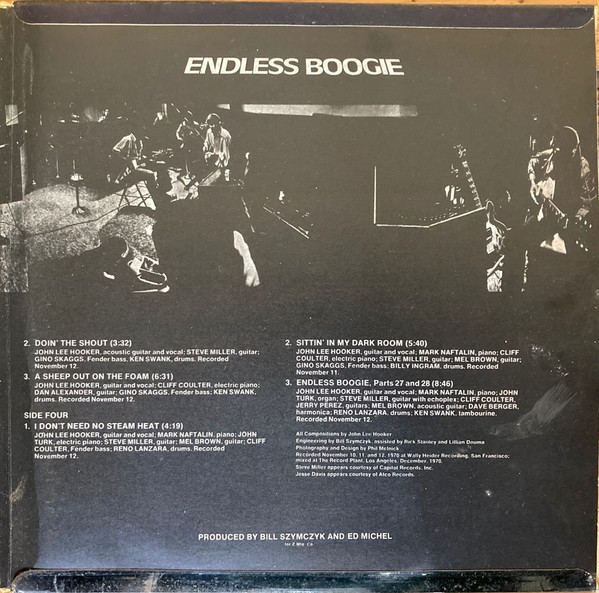 ENDLESS BOOGIE
2. DOIN' THE SHOUT (3:32)
JOHN LEE HOOKER, acoustic guitar and vocal; STEVE MILLER, guitar;
GINO SKAGGS. Fender bass; KEN SWANK, drums. Recorded
November 12.
3. A SHEEP OUT ON THE FOAM (6:31)
JOHN LEE HOOKER, guitar and vocal; CLIFF COULTER, electric piano;
DAN ALEXANDER, guitar; GINO SKAGGS, Fender bass; KEN SWANK,
drums. Recorded November 12.
SIDE FOUR
1. I DON'T NEED NO STEAM HEAT (4:19)
JOHN LEE HOOKER, guitar and vocal; MARK NAFTALIN, piano; JOHN
TURK, electric piano; STEVE MILLER, guitar; MEL BROWN, guitar; CLIFF
COULTER, Fender bass; RENO LANZARA, drums. Recorded
November 12.
2. SITTIN' IN MY DARK ROOM (5:40)
JOHN LEE HOOKER, guitar and vocal; MARK NAFTALIN, piano; CLIFF
COULTER, electric piano; STEVE MILLER, guitar; MEL BROWN, guitar;
GINO SKAGGS, Fender bass; BILLY INGRAM, drums. Recorded
November 11.
3. ENDLESS BOOGIE, Parts 27 and 28 (8:46)
JOHN LEE HOOKER, guitar and vocal; MARK NAFTALIN, piano; JOHN
TURK, organ; STEVE MILLER, guitar with echoplex; CLIFF COULTER,
JERRY PEREZ, guitars; MEL BROWN, acoustic guitar; DAVE BERGER,
harmonica; RENO LANZARA, drums; KEN SWANK, tambourine.
Recorded November 12.
All Compositions by John Lee Hooker
Engineering by Bill Szymczyk, assisted by Rick Stanley and Lillian Douma
Photography and Design by Phil Melnick
Recorded November 10, 11, and 12, 1970 at Wally Heider Recording, San Francisco;
mixed at The Record Plant, Los Angeles, December, 1970.
Steve Miller appears courtesy of Capitol Records, Inc.
Jesse Davis appears courtesy of Atco Records.
PRODUCED BY BILL SZYMCZYK AND ED MICHEL